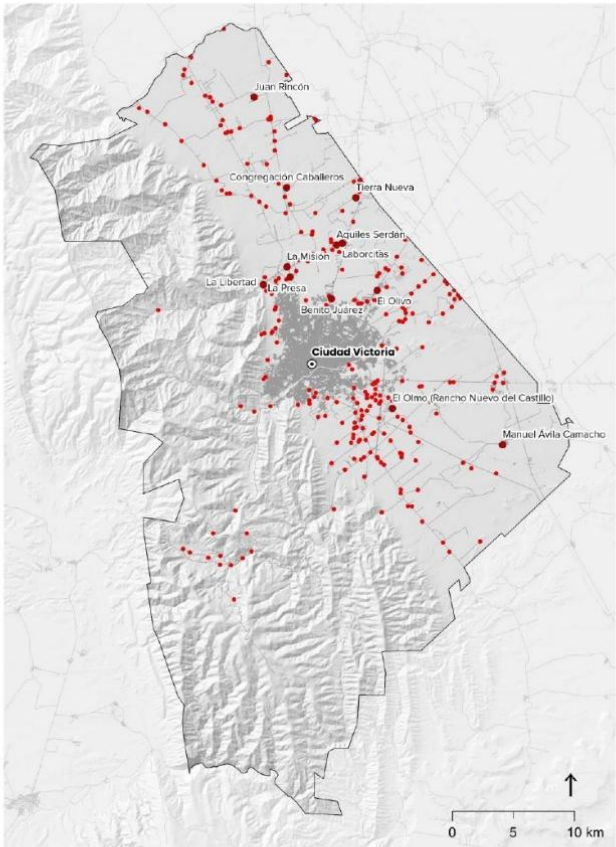 Juan Rincón
Congregación Caballeros
Tierra Nueva
Aquiles Serdán
La Misión
Laborcitas
La Libertad
La Presa
El Olivo
Benito Juárez
Ciudad Victoria
El Olmo (Rancho Nuevo del Castillo)
Manuel Ávila Camacho
0 5 10 km